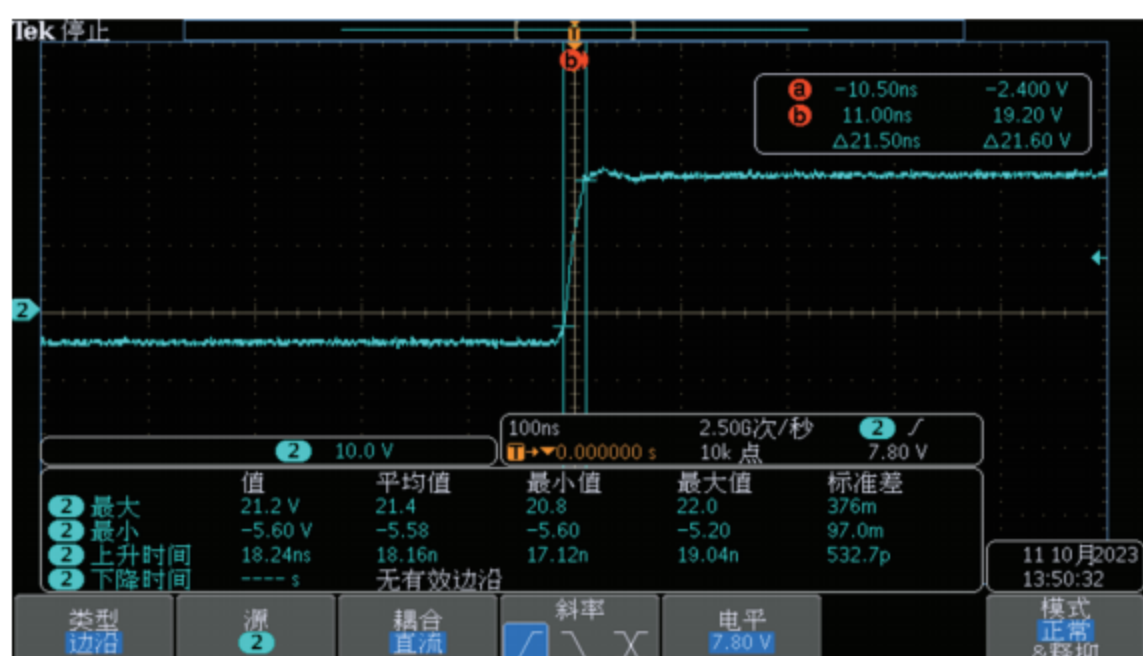 Tek 停止
T
b
a -10.50ns -2.400 V
b 11.00ns 19.20 V
△21.50ns △21.60 V
2
2 10.0 V
100ns 2.50G次/秒 2
T→▼0.000000 s 10k 点 7.80 V
值 平均值 最小值 最大值 标准差
2 最大 21.2 V 21.4 20.8 22.0 376m
2 最小 -5.60 V -5.58 -5.60 -5.20 97.0m
2 上升时间 18.24ns 18.16n 17.12n 19.04n 532.7p
2 下降时间 ---- s 无有效边沿
11 10月2023
13:50:32
类型
边沿
源
2
耦合
直流
斜率
电平
7.80 V
模式
正常
&释抑